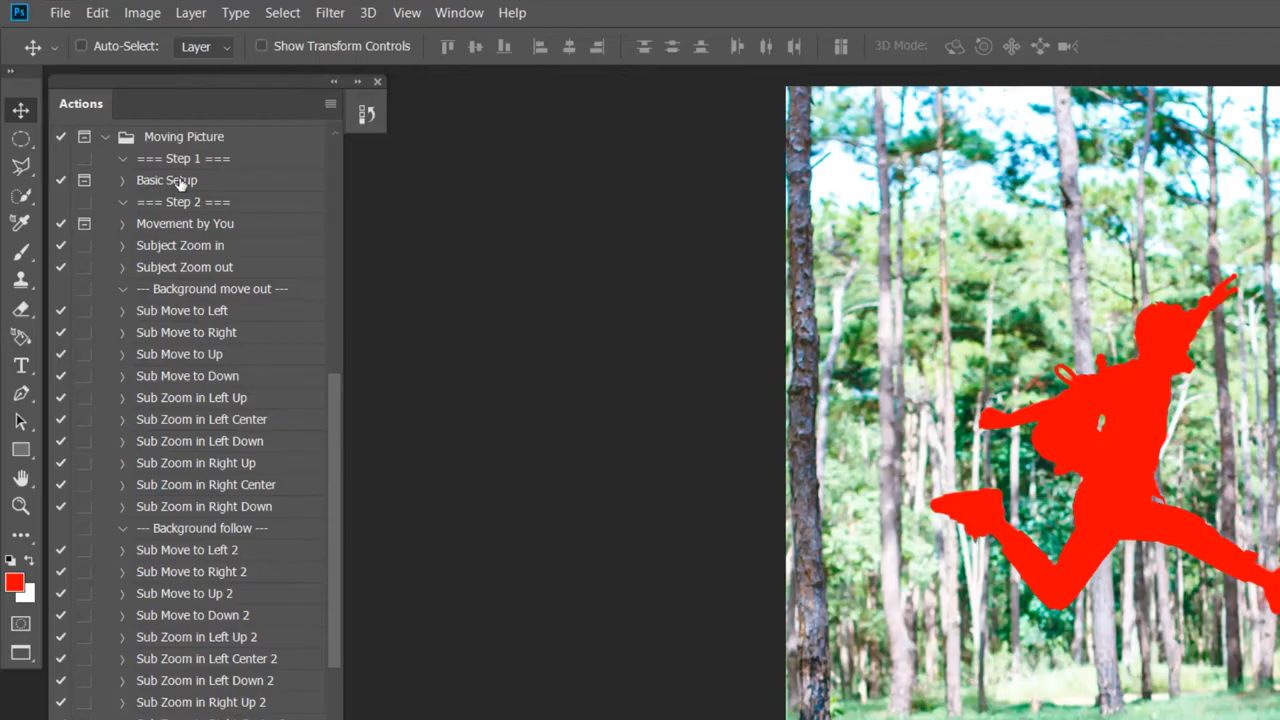 Ps File Edit Image Layer Type Select Filter 3D View Window Help
Auto-Select: Layer Show Transform Controls 3D Mode:
Actions
Moving Picture
=== Step 1 ===
Basic Setup
=== Step 2 ===
Movement by You
Subject Zoom in
Subject Zoom out
--- Background move out ---
Sub Move to Left
Sub Move to Right
Sub Move to Up
Sub Move to Down
Sub Zoom in Left Up
Sub Zoom in Left Center
Sub Zoom in Left Down
Sub Zoom in Right Up
Sub Zoom in Right Center
Sub Zoom in Right Down
--- Background follow ---
Sub Move to Left 2
Sub Move to Right 2
Sub Move to Up 2
Sub Move to Down 2
Sub Zoom in Left Up 2
Sub Zoom in Left Center 2
Sub Zoom in Left Down 2
Sub Zoom in Right Up 2